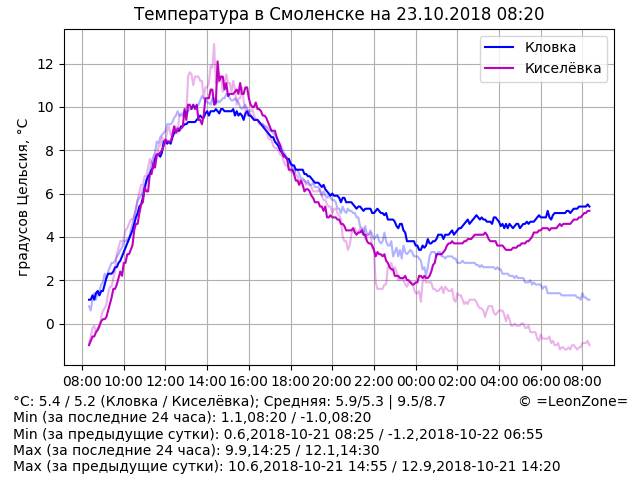 Температура в Смоленске на 23.10.2018 08:20
Кловка
Киселёвка
градусов Цельсия, °C
12
10
8
6
4
2
0
08:00 10:00 12:00 14:00 16:00 18:00 20:00 22:00 00:00 02:00 04:00 06:00 08:00
°C: 5.4 / 5.2 (Кловка / Киселёвка); Средняя: 5.9/5.3 | 9.5/8.7 © =LeonZone=
Min (за последние 24 часа): 1.1,08:20 / -1.0,08:20
Min (за предыдущие сутки): 0.6,2018-10-21 08:25 / -1.2,2018-10-22 06:55
Max (за последние 24 часа): 9.9,14:25 / 12.1,14:30
Max (за предыдущие сутки): 10.6,2018-10-21 14:55 / 12.9,2018-10-21 14:20